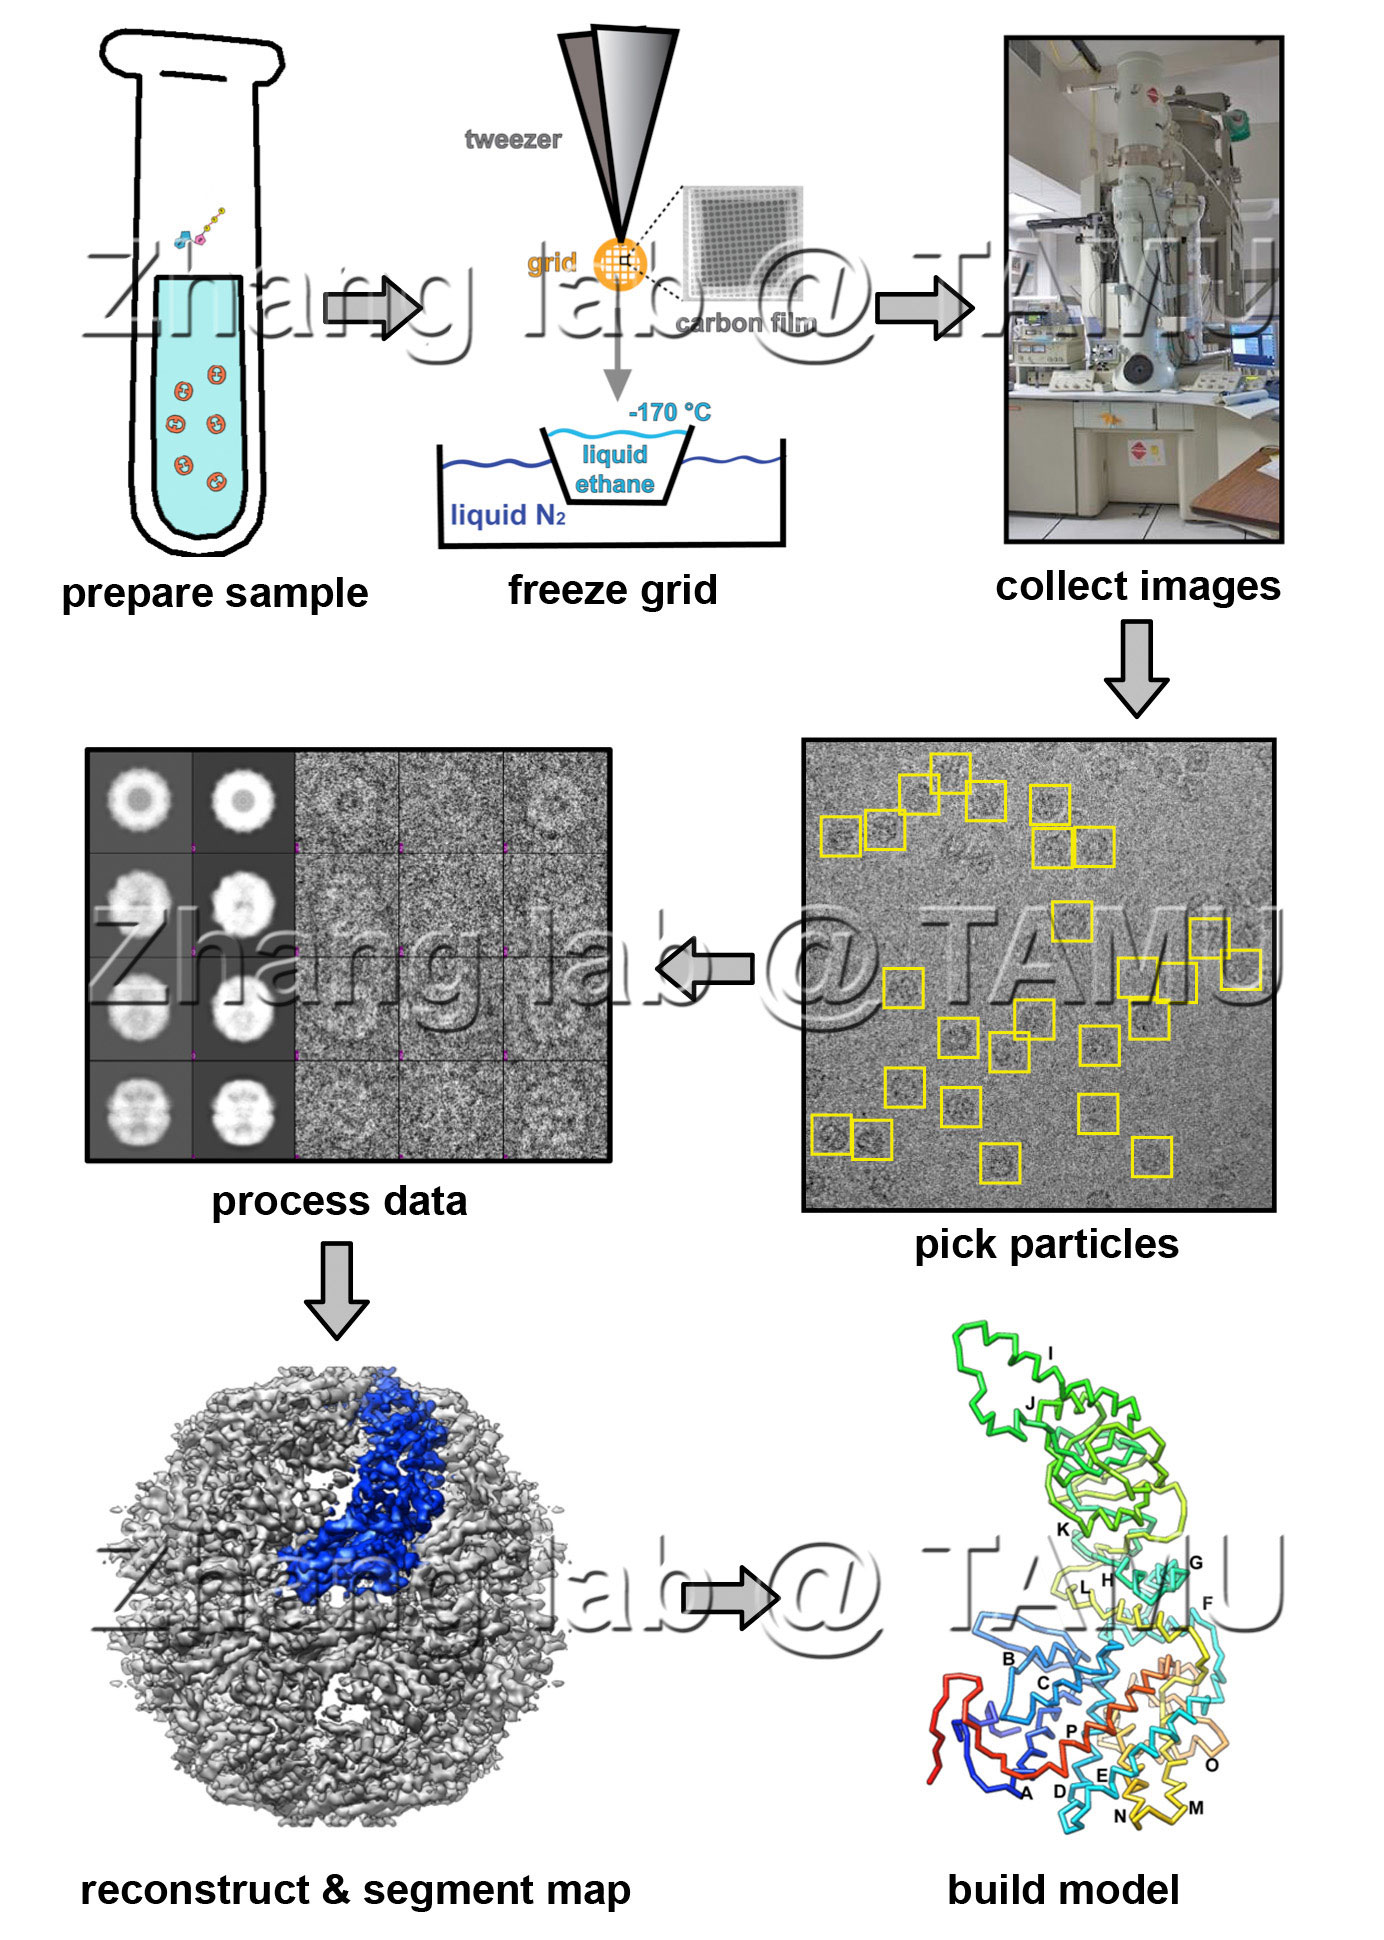 tweezer
grid
carbon film
-170 °C
liquid
ethane
liquid N2
Zhang lab @ TAMU
prepare sample
freeze grid
collect images
Zhang lab @ TAMU
process data
pick particles
I
J
K
G
H
L
F
Zhang lab @ TAMU
B
C
P
O
E
A
D
M
N
reconstruct & segment map
build model